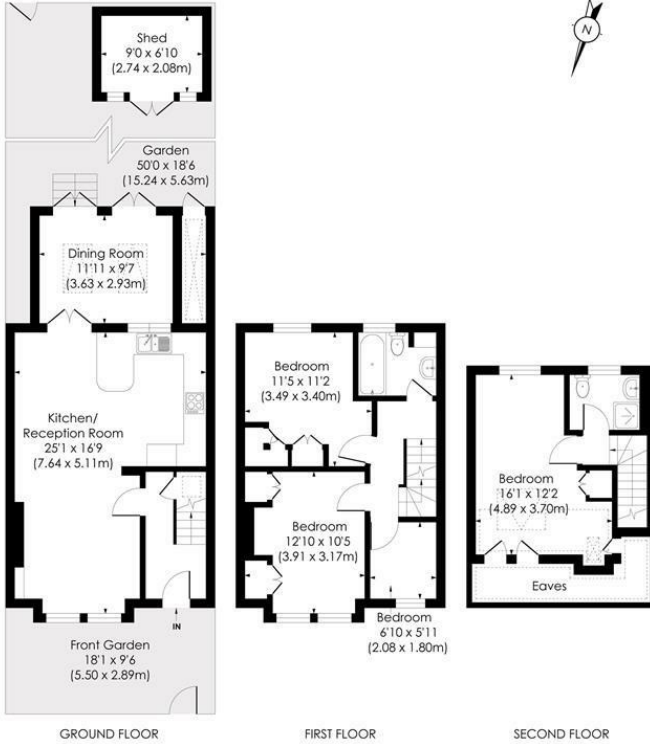 N
Shed
9'0 x 6'10
(2.74 x 2.08m)
Garden
50'0 x 18'6
(15.24 x 5.63m)
Dining Room
11'11 x 9'7
(3.63 x 2.93m)
Kitchen/
Reception Room
25'1 x 16'9
(7.64 x 5.11m)
IN
Front Garden
18'1 x 9'6
(5.50 x 2.89m)
GROUND FLOOR
Bedroom
11'5 x 11'2
(3.49 x 3.40m)
Bedroom
12'10 x 10'5
(3.91 x 3.17m)
Bedroom
6'10 x 5'11
(2.08 x 1.80m)
FIRST FLOOR
Bedroom
16'1 x 12'2
(4.89 x 3.70m)
Eaves
SECOND FLOOR